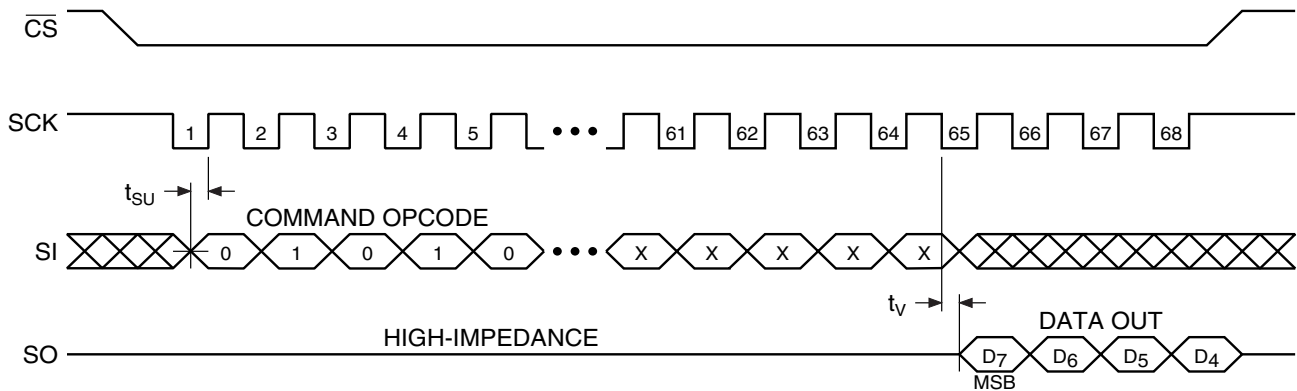 CS
SCK 1 2 3 4 5 ••• 61 62 63 64 65 66 67 68
tSU
COMMAND OPCODE
SI 0 1 0 1 0 ••• X X X X X
tV
HIGH-IMPEDANCE DATA OUT
SO D7 D6 D5 D4
MSB